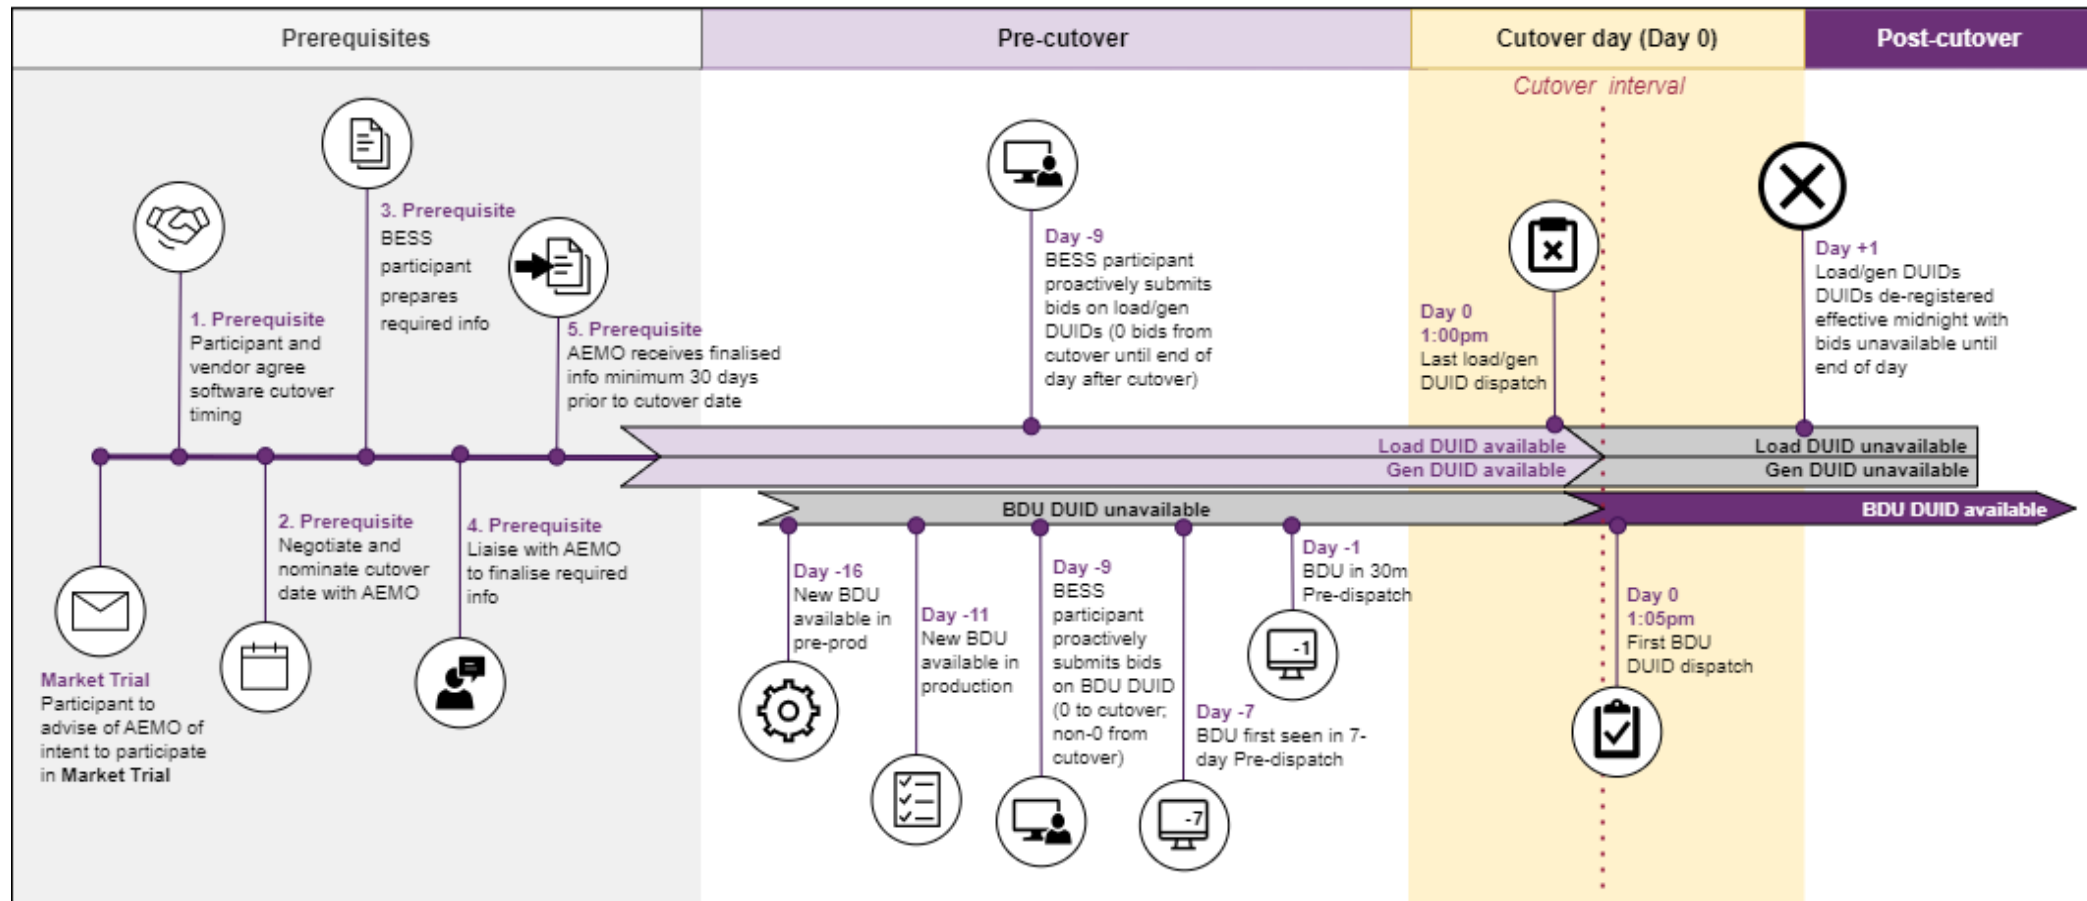 Prerequisites
Pre-cutover
Cutover day (Day 0)
Post-cutover
Cutover interval
Market Trial
Participant to
advise of AEMO of
intent to participate
in Market Trial
1. Prerequisite
Participant and
vendor agree
software cutover
timing
2. Prerequisite
Negotiate and
nominate cutover
date with AEMO
3. Prerequisite
BESS
participant
prepares
required info
4. Prerequisite
Liaise with AEMO
to finalise required
info
5. Prerequisite
AEMO receives finalised
info minimum 30 days
prior to cutover date
Day -9
BESS participant
proactively submits
bids on load/gen
DUIDs (0 bids from
cutover until end of
day after cutover)
Day 0
1:00pm
Last load/gen
DUID dispatch
Day +1
Load/gen DUIDs
DUIDs de-registered
effective midnight with
bids unavailable until
end of day
Load DUID available
Gen DUID available
Load DUID unavailable
Gen DUID unavailable
BDU DUID unavailable
BDU DUID available
Day -16
New BDU
available in
pre-prod
Day -11
New BDU
available in
production
Day -9
BESS
participant
proactively
submits bids
on BDU DUID
(0 to cutover;
non-0 from
cutover)
Day -7
BDU first seen in 7-
day Pre-dispatch
-7
Day -1
BDU in 30m
Pre-dispatch
-1
Day 0
1:05pm
First BDU
DUID dispatch